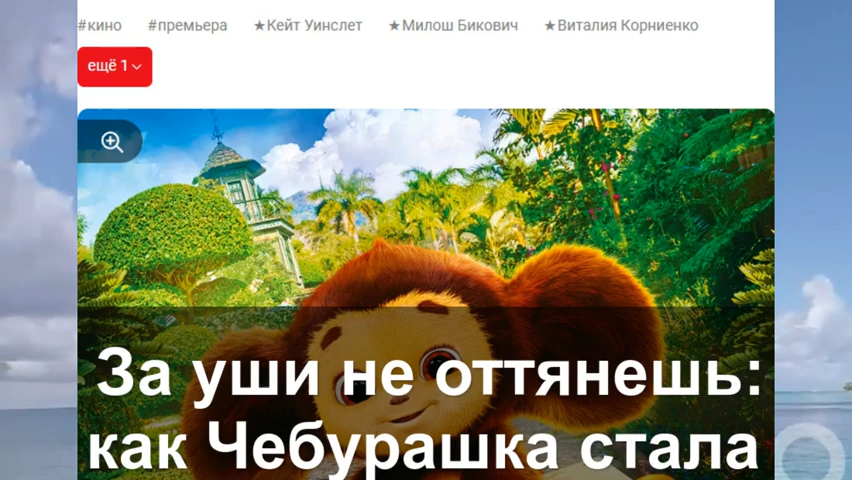 #кино #премьера ★Кейт Уинслет ★Милош Бикович ★Виталия Корниенко
ещё 1
За уши не оттянешь:
как Чебурашка стала